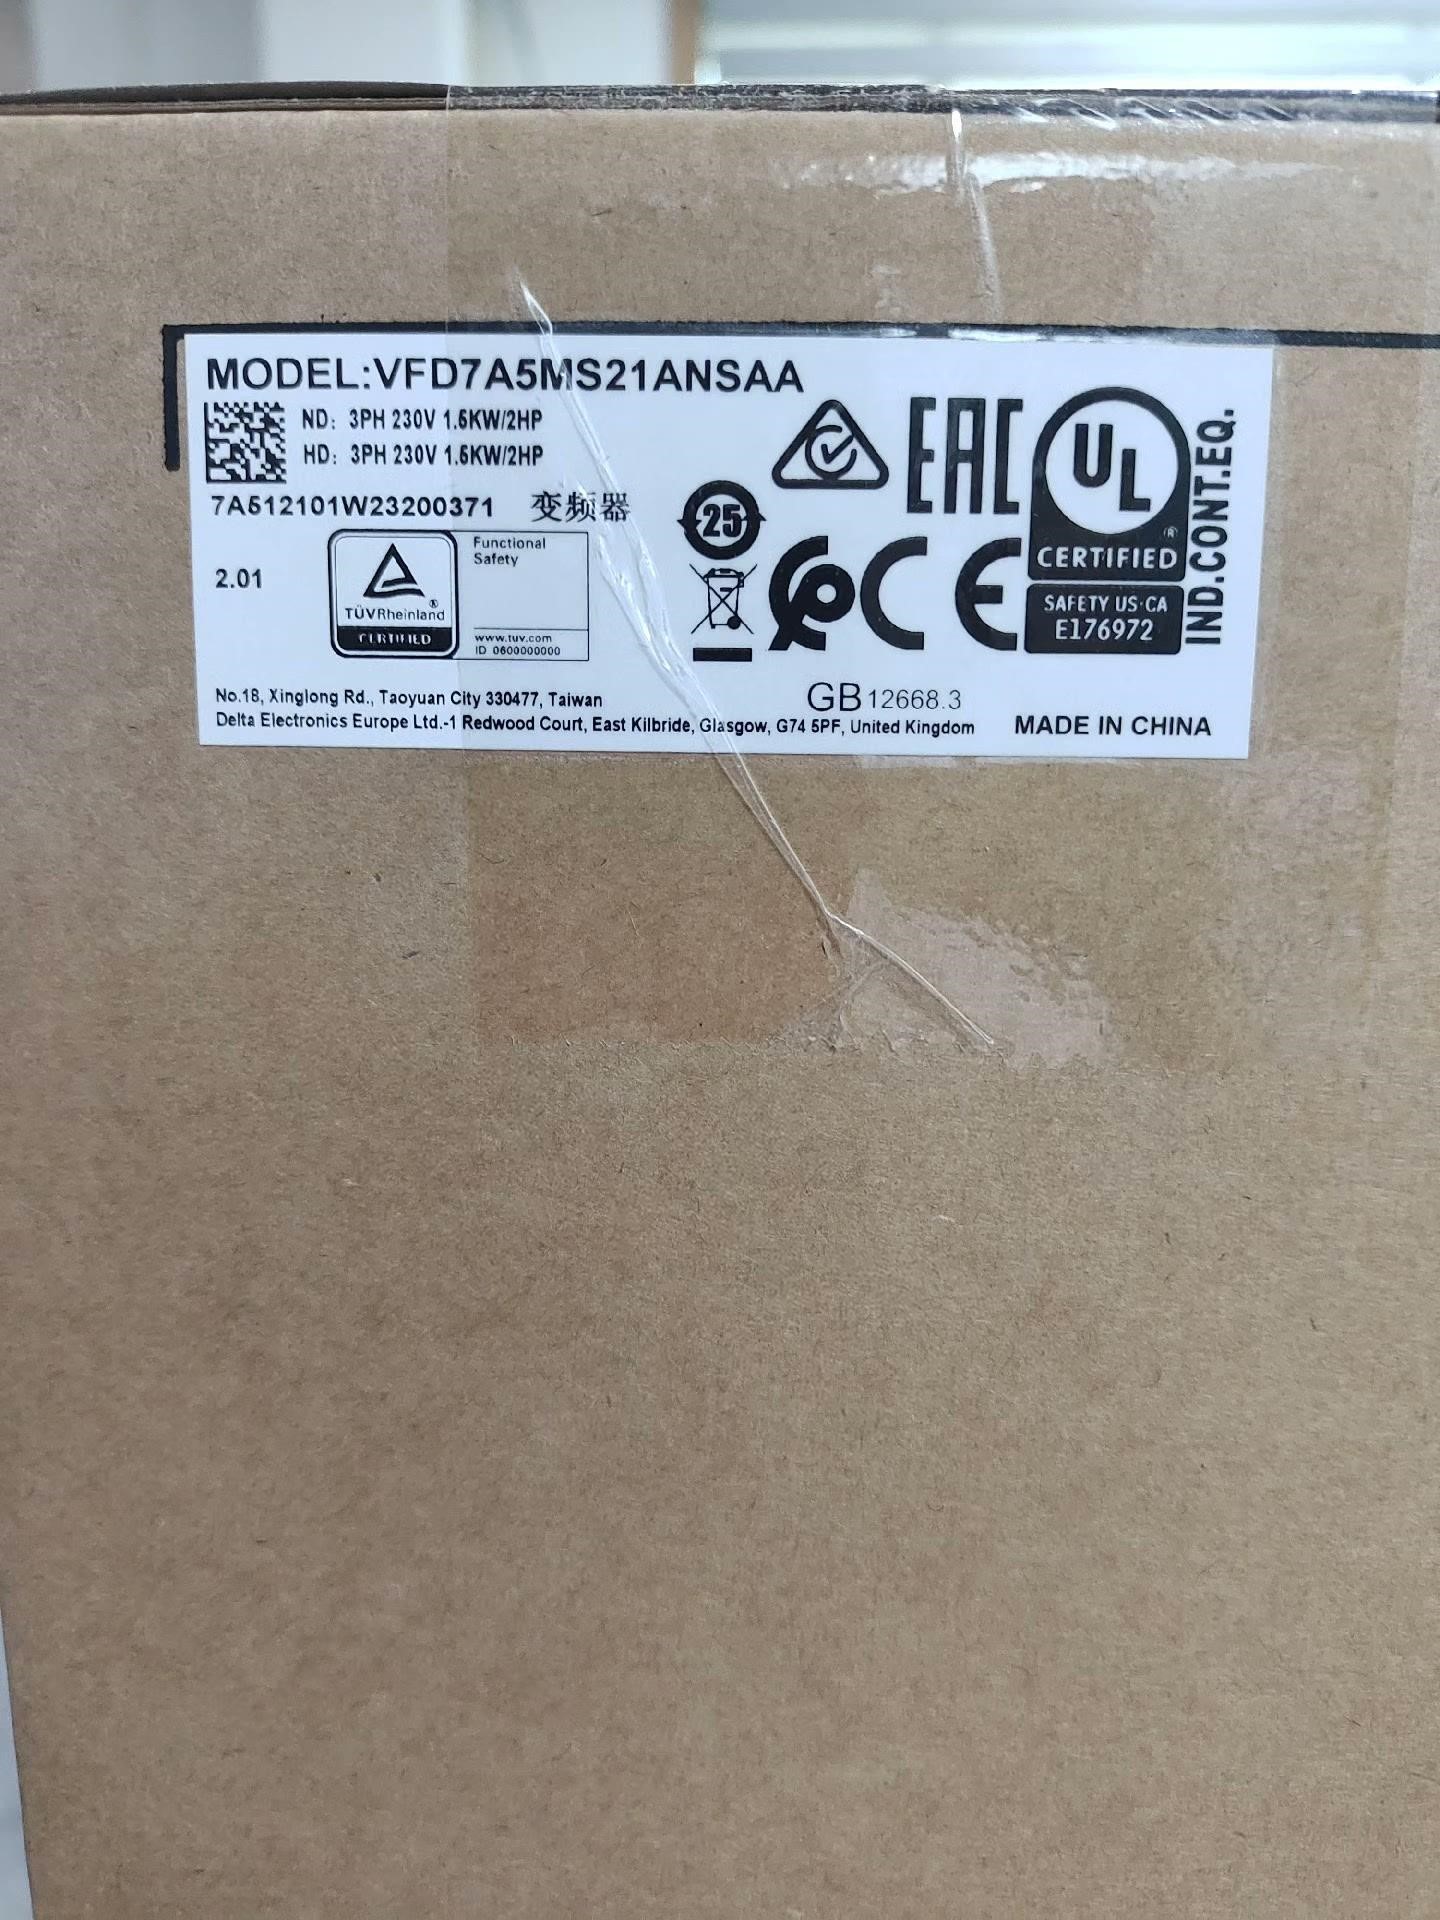 MODEL:VFD7A5MS21ANSAA
ND: 3PH 230V 1.5KW/2HP
HD: 3PH 230V 1.5KW/2HP
7A512101W23200371 变频器
2.01
TÜVRheinland®
CERTIFIED
Functional
Safety
www.tuv.com
ID 0600000000
25
EAC
UL
®
CERTIFIED
SAFETY US·CA
E176972
IND.CONT.EQ.
CE
No.18, Xinglong Rd., Taoyuan City 330477, Taiwan
GB12668.3
Delta Electronics Europe Ltd.-1 Redwood Court, East Kilbride, Glasgow, G74 5PF, United Kingdom
MADE IN CHINA